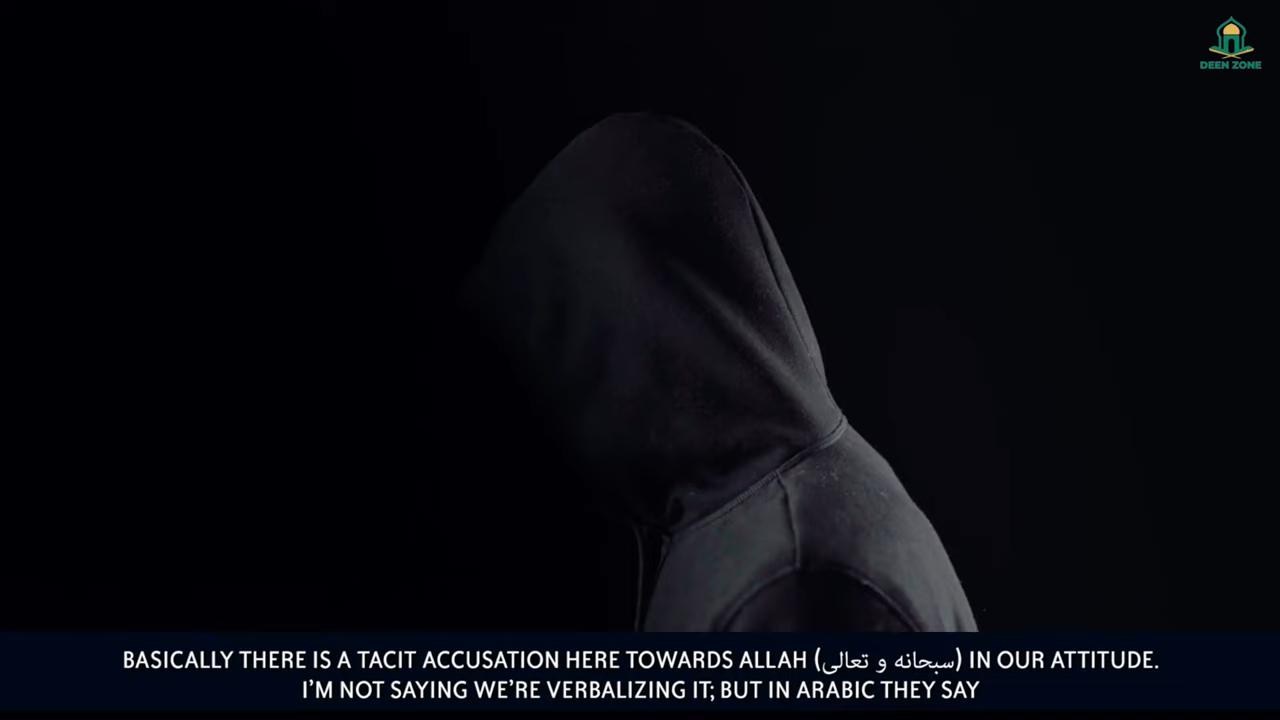 DEEN ZONE
BASICALLY THERE IS A TACIT ACCUSATION HERE TOWARDS ALLAH (سبحانه و تعالى) IN OUR ATTITUDE.
I'M NOT SAYING WE'RE VERBALIZING IT; BUT IN ARABIC THEY SAY